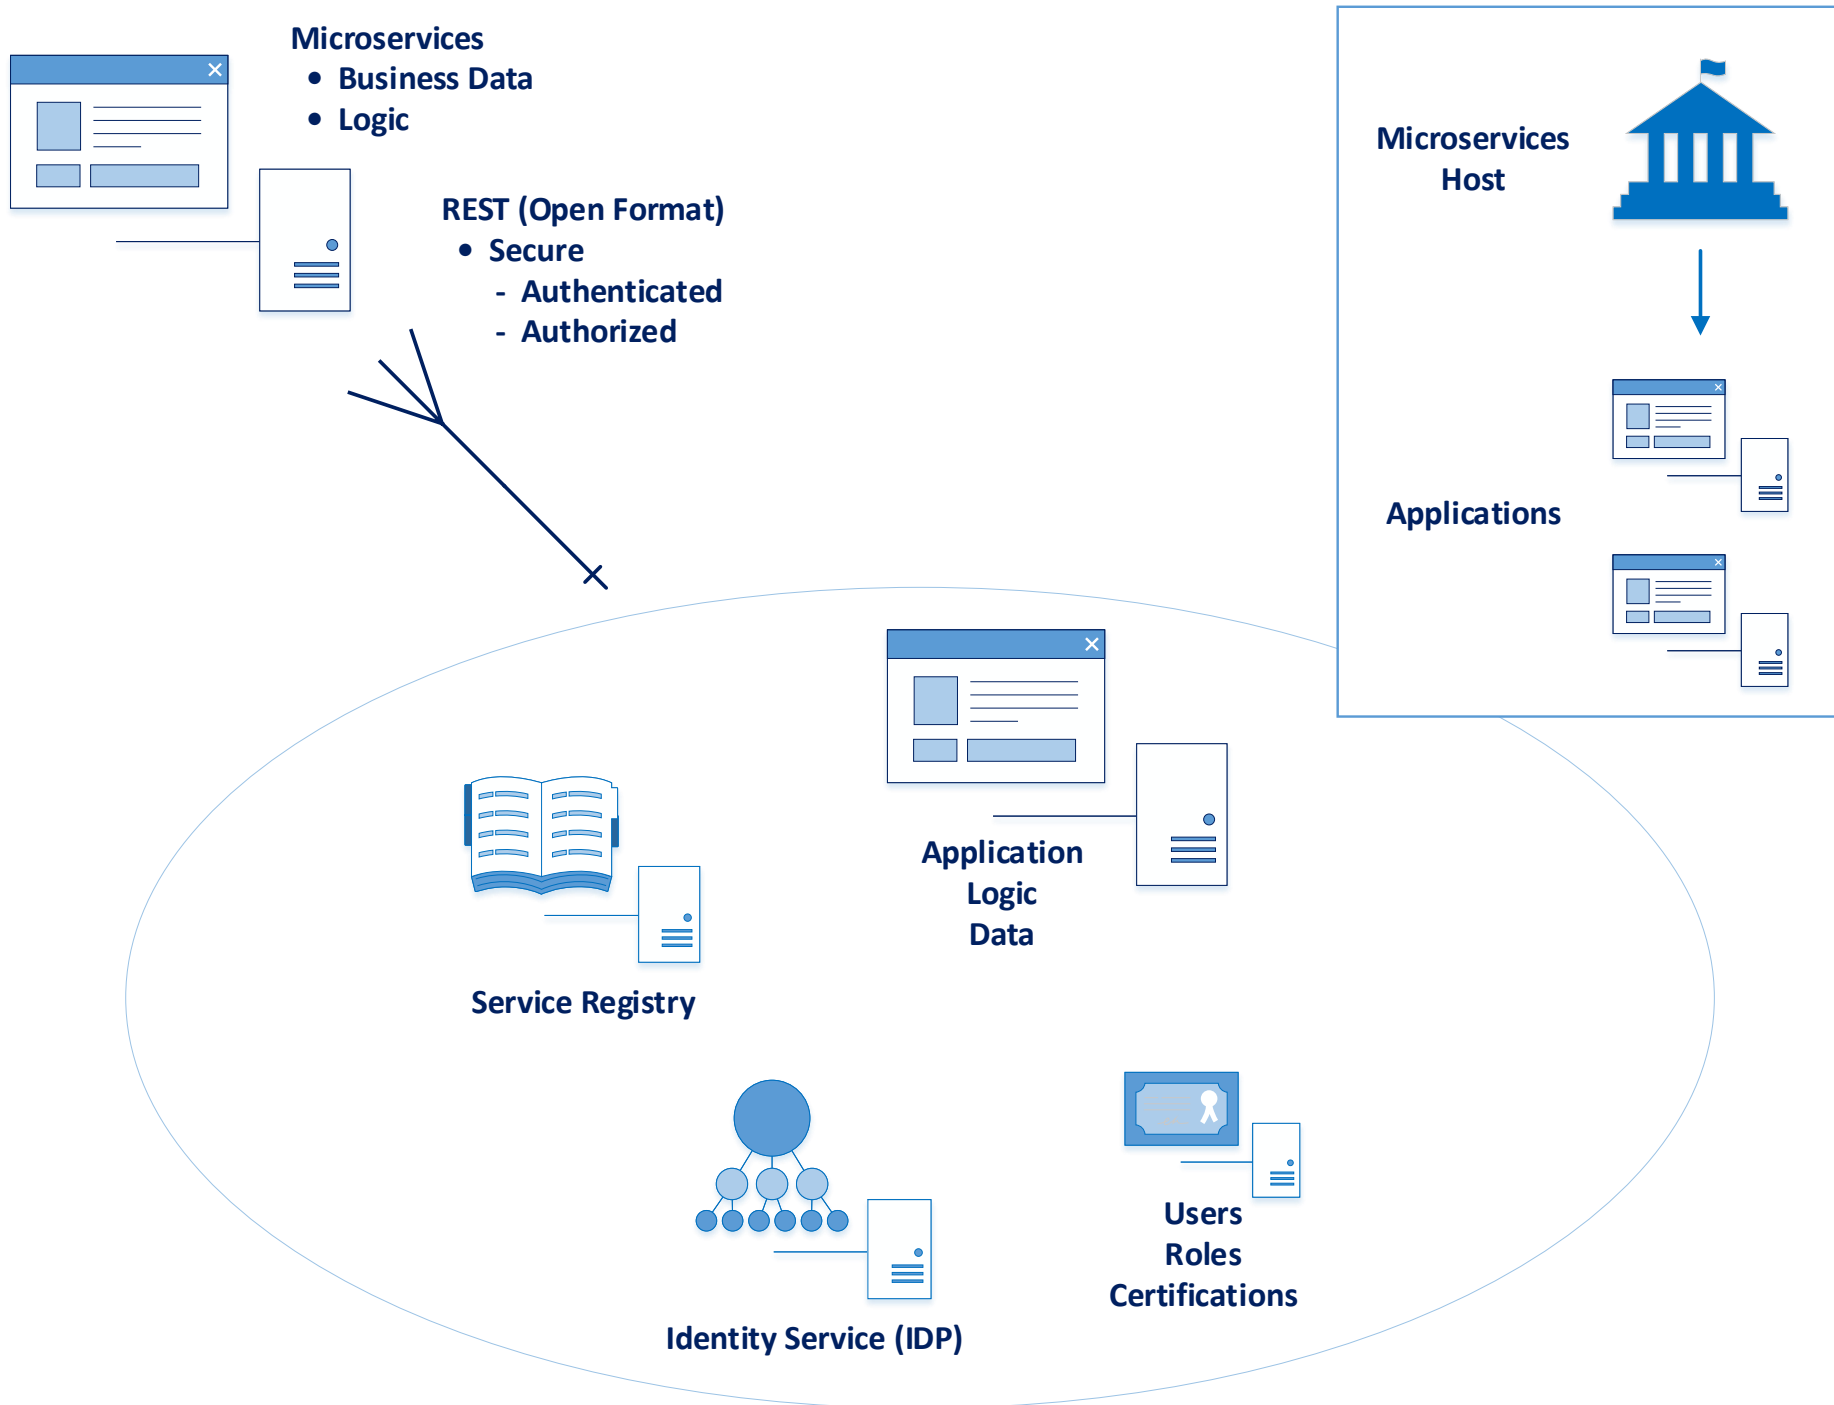 Microservices
• Business Data
• Logic
REST (Open Format)
• Secure
- Authenticated
- Authorized
Microservices
Host
Applications
Application
Logic
Data
Service Registry
Users
Roles
Certifications
Identity Service (IDP)